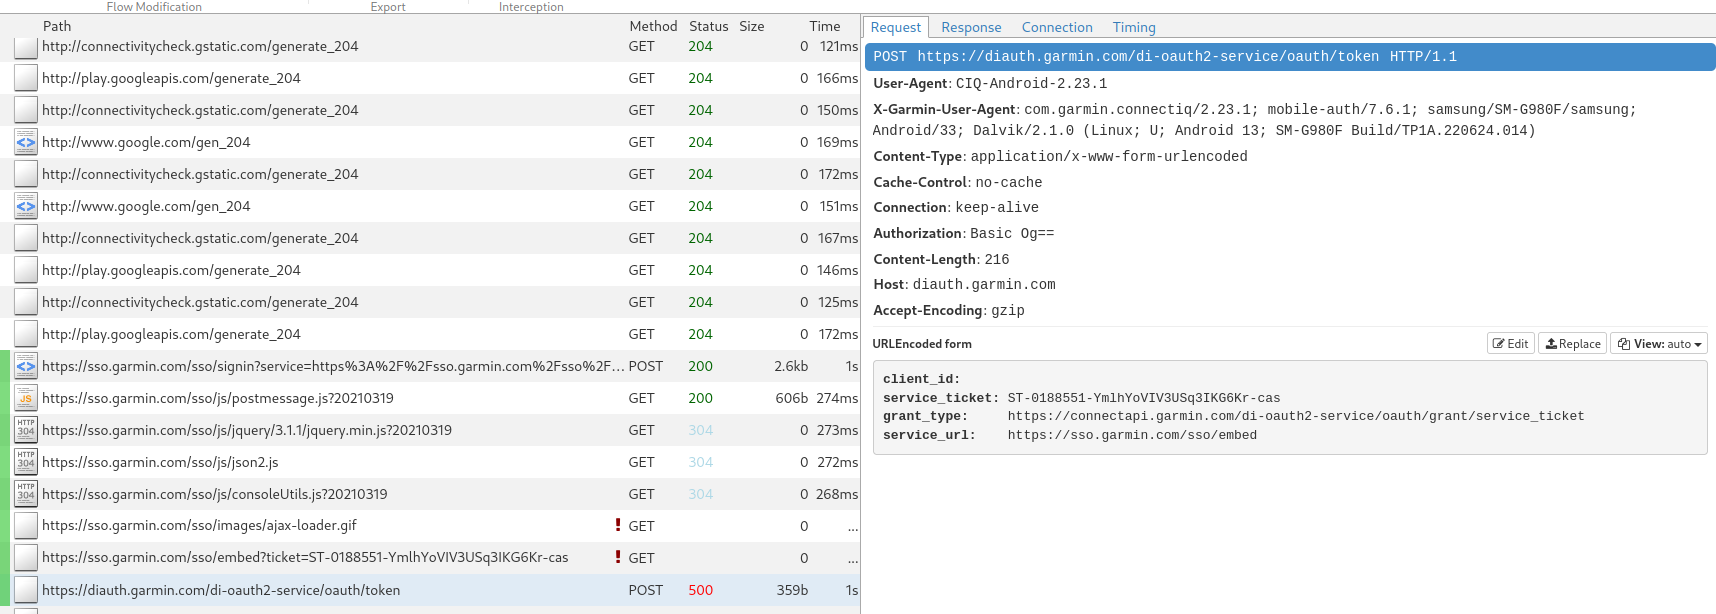 Flow Modification Export Interception
Path Method Status Size Time
http://connectivitycheck.gstatic.com/generate_204 GET 204 0 121ms
http://play.googleapis.com/generate_204 GET 204 0 166ms
http://connectivitycheck.gstatic.com/generate_204 GET 204 0 150ms
<> http://www.google.com/gen_204 GET 204 0 169ms
http://connectivitycheck.gstatic.com/generate_204 GET 204 0 172ms
<> http://www.google.com/gen_204 GET 204 0 151ms
http://connectivitycheck.gstatic.com/generate_204 GET 204 0 167ms
http://play.googleapis.com/generate_204 GET 204 0 146ms
http://connectivitycheck.gstatic.com/generate_204 GET 204 0 125ms
http://play.googleapis.com/generate_204 GET 204 0 172ms
<> https://sso.garmin.com/sso/signin?service=https%3A%2F%2Fsso.garmin.com%2Fsso%2F... POST 200 2.6kb 1s
JS https://sso.garmin.com/sso/js/postmessage.js?20210319 GET 200 606b 274ms
HTTP 304 https://sso.garmin.com/sso/js/jquery/3.1.1/jquery.min.js?20210319 GET 304 0 273ms
HTTP 304 https://sso.garmin.com/sso/js/json2.js GET 304 0 272ms
HTTP 304 https://sso.garmin.com/sso/js/consoleUtils.js?20210319 GET 304 0 268ms
https://sso.garmin.com/sso/images/ajax-loader.gif ! GET 0 ...
https://sso.garmin.com/sso/embed?ticket=ST-0188551-YmlhYoVIV3USq3IKG6Kr-cas ! GET 0 ...
https://diauth.garmin.com/di-oauth2-service/oauth/token POST 500 359b 1s
Request Response Connection Timing
POST https://diauth.garmin.com/di-oauth2-service/oauth/token HTTP/1.1
User-Agent: CIQ-Android-2.23.1
X-Garmin-User-Agent: com.garmin.connectiq/2.23.1; mobile-auth/7.6.1; samsung/SM-G980F/samsung;
Android/33; Dalvik/2.1.0 (Linux; U; Android 13; SM-G980F Build/TP1A.220624.014)
Content-Type: application/x-www-form-urlencoded
Cache-Control: no-cache
Connection: keep-alive
Authorization: Basic Og==
Content-Length: 216
Host: diauth.garmin.com
Accept-Encoding: gzip
URLEncoded form Edit Replace View: auto
client_id:
service_ticket: ST-0188551-YmlhYoVIV3USq3IKG6Kr-cas
grant_type: https://connectapi.garmin.com/di-oauth2-service/oauth/grant/service_ticket
service_url: https://sso.garmin.com/sso/embed